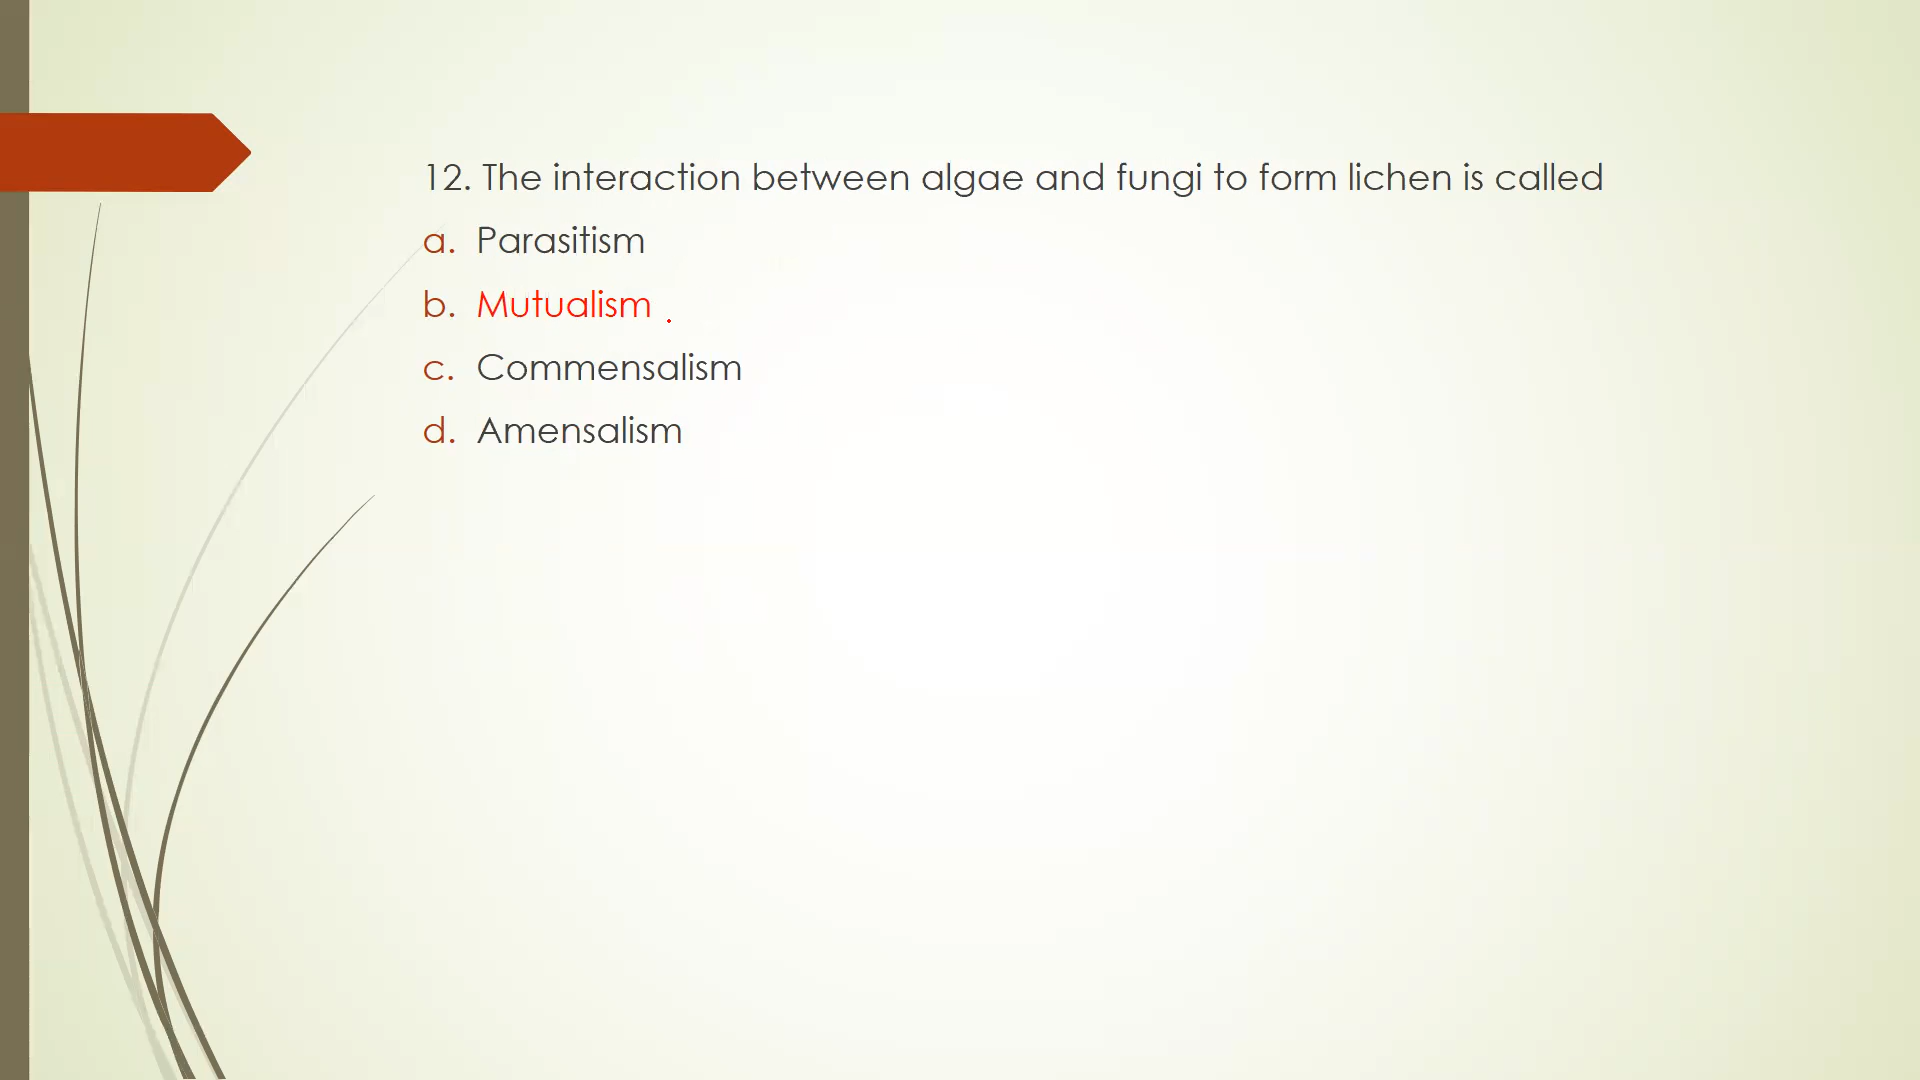 12. The interaction between algae and fungi to form lichen is called
a. Parasitism
b. Mutualism .
c. Commensalism
d. Amensalism